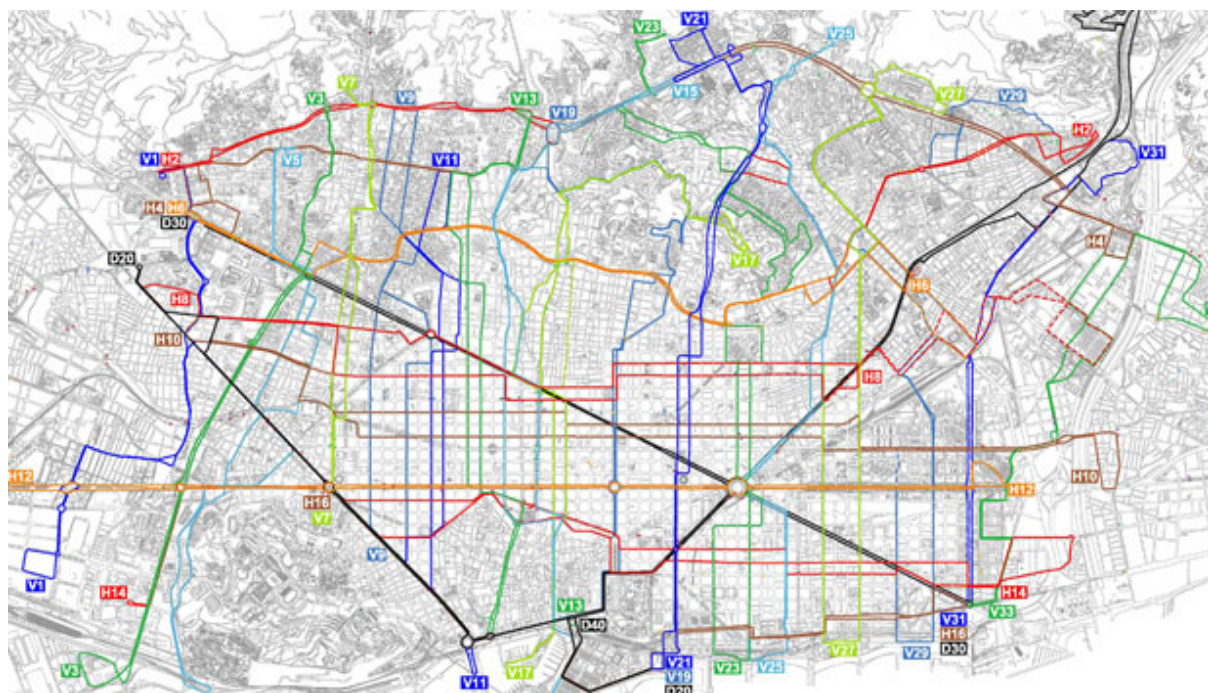 V23
V21
V25
V7
V3
V9
V13
V19
V15
V27
V29
V1 H2
V5
V11
H2
V31
H4 H6
D30
V17
H4
D20
H8
H6
H10
H8
H12
H10
H16
V7
H12
V9
V1
H14
V13
D40
H14
V31 V33
H16
V3
V11
V17
V21
V19
D20
V23
V25
V27
V29
D30